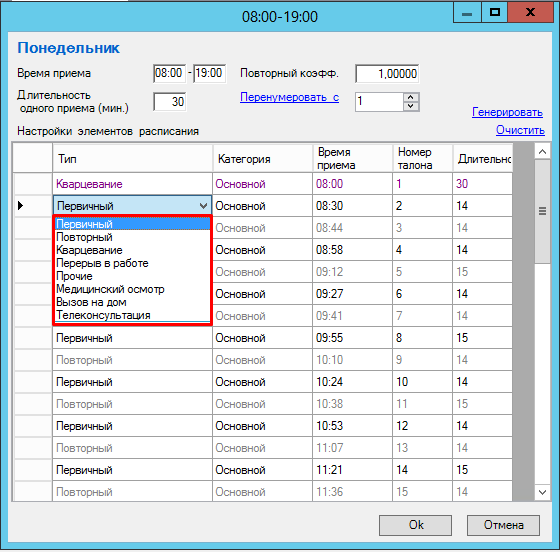 08:00-19:00
Понедельник
Время приема 08:00 - 19:00 Повторный коэфф. 1,00000
Длительность
одного приема (мин.) 30 Перенумеровать с 1
Генерировать
Настройки элементов расписания Очистить
Тип Категория Время приема Номер талона Длительнс
Кварцевание Основной 08:00 1 30
Первичный Основной 08:30 2 14
Первичный Основной 08:44 3 14
Повторный
Кварцевание Основной 08:58 4 14
Перерыв в работе
Прочие Основной 09:12 5 15
Медицинский осмотр Основной 09:27 6 14
Вызов на дом
Телеконсультация Основной 09:41 7 14
Первичный Основной 09:55 8 15
Повторный Основной 10:10 9 14
Первичный Основной 10:24 10 14
Повторный Основной 10:38 11 15
Первичный Основной 10:53 12 14
Повторный Основной 11:07 13 14
Первичный Основной 11:21 14 15
Повторный Основной 11:36 15 14
Ok Отмена